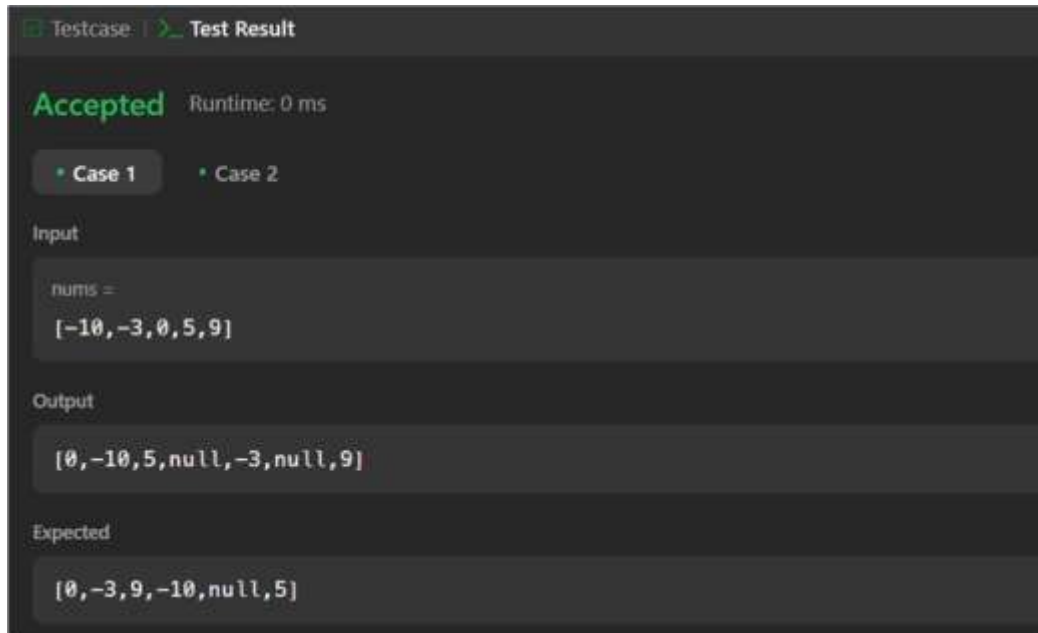 Testcase | >_ Test Result
Accepted Runtime: 0 ms
• Case 1 • Case 2
Input
nums =
[-10,-3,0,5,9]
Output
[0,-10,5,null,-3,null,9]
Expected
[0,-3,9,-10,null,5]